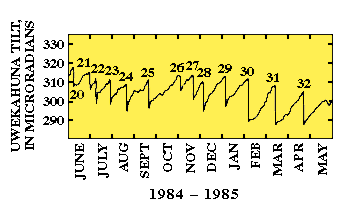 UWEKAHUNA TILT,
IN MICRORADIANS
330
320
310
300
290
20 21 22 23 24 25 26 27 28 29 30 31 32
JUNE JULY AUG SEPT OCT NOV DEC JAN FEB MAR APR MAY
1984 – 1985